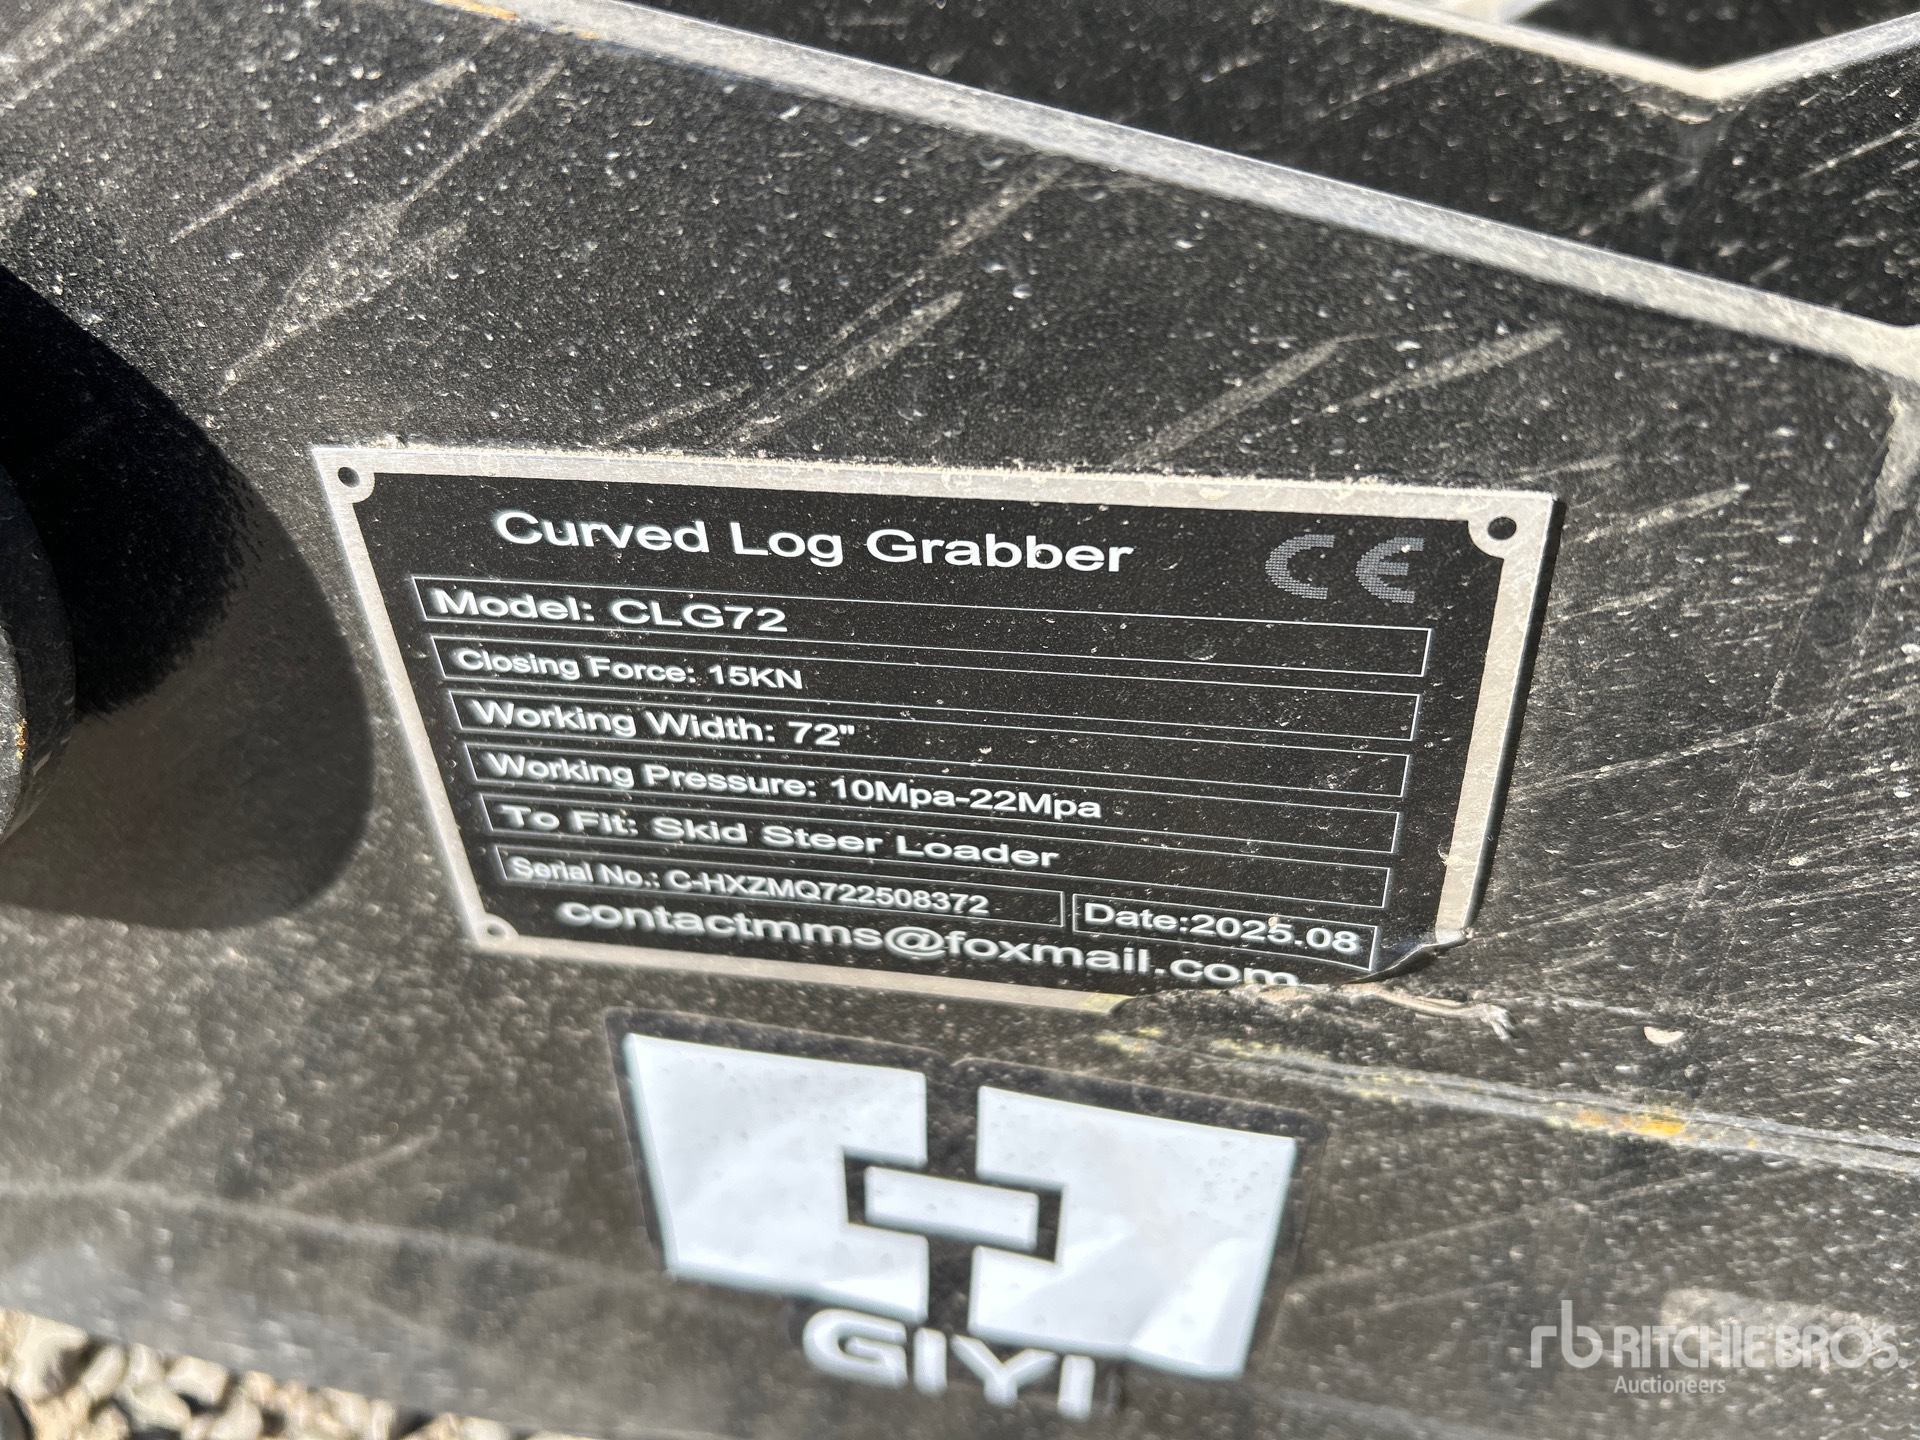 Curved Log Grabber CE
Model: CLG72
Closing Force: 15KN
Working Width: 72"
Working Pressure: 10Mpa-22Mpa
To Fit: Skid Steer Loader
Serial No.: C-HXZMQ722508372 Date:2025.08
contactmms@foxmail.com
GIYI
rb RITCHIE BROS.
Auctioneers